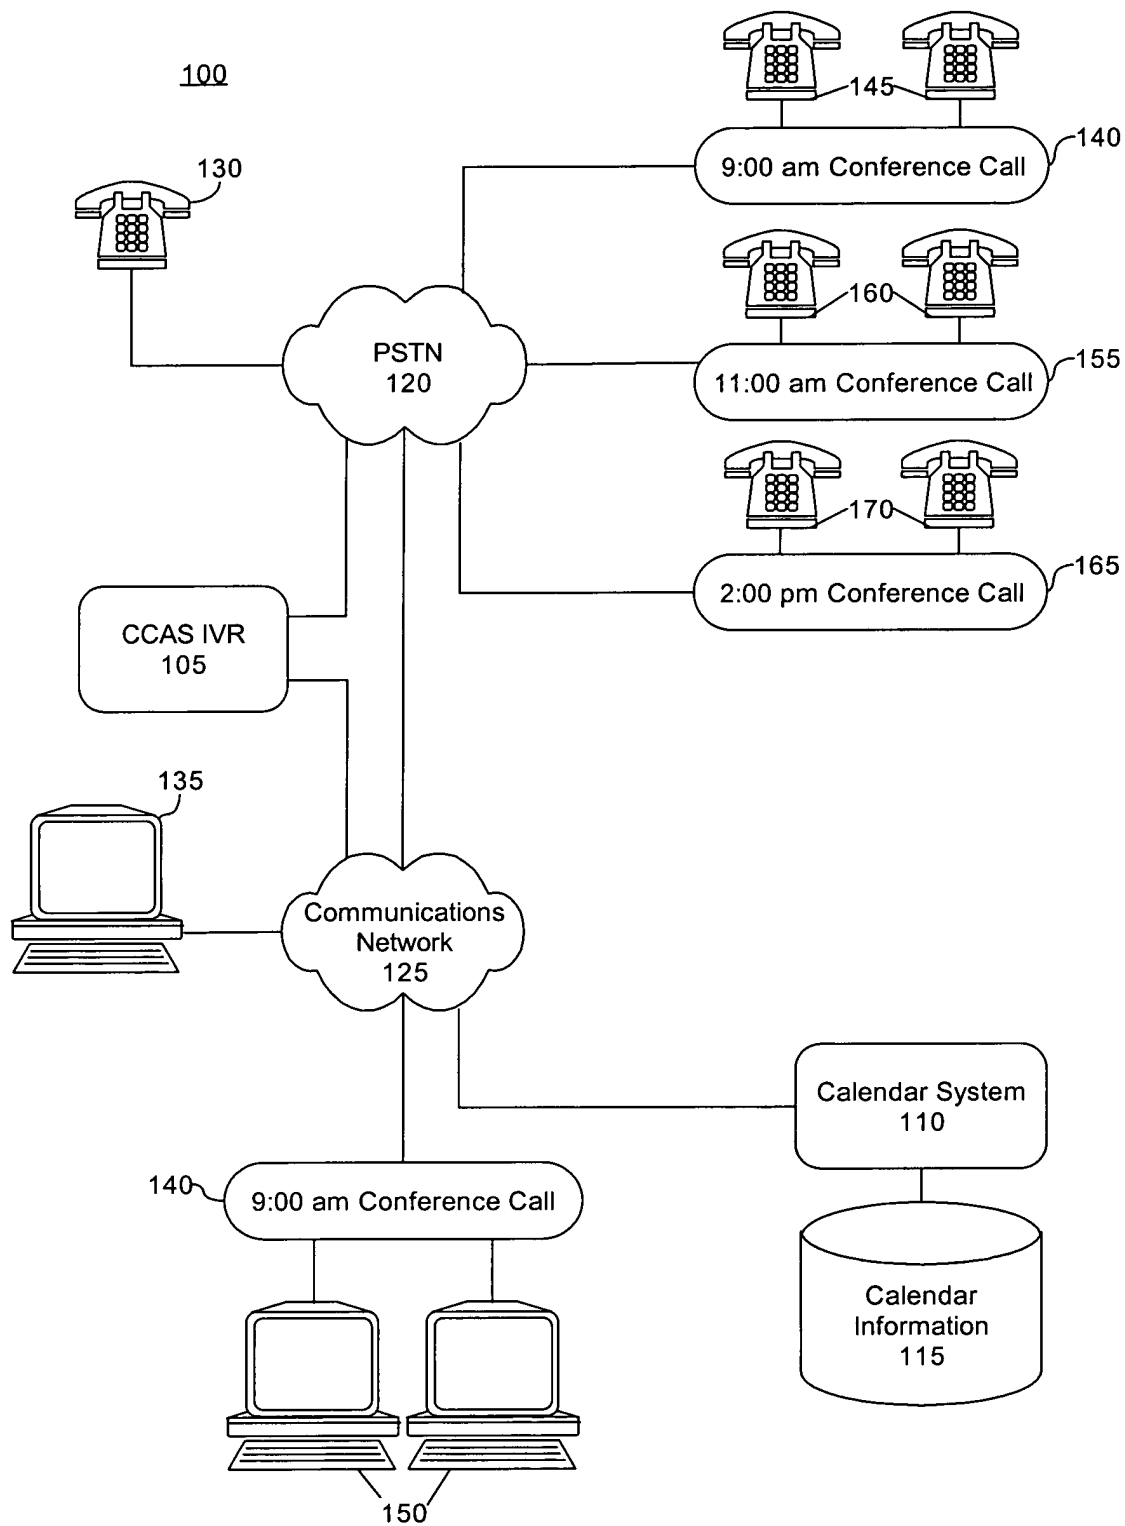 100
145
140
9:00 am Conference Call
130
160
PSTN
120
155
11:00 am Conference Call
170
165
2:00 pm Conference Call
CCAS IVR
105
135
Communications
Network
125
Calendar System
110
140
9:00 am Conference Call
Calendar
Information
115
150